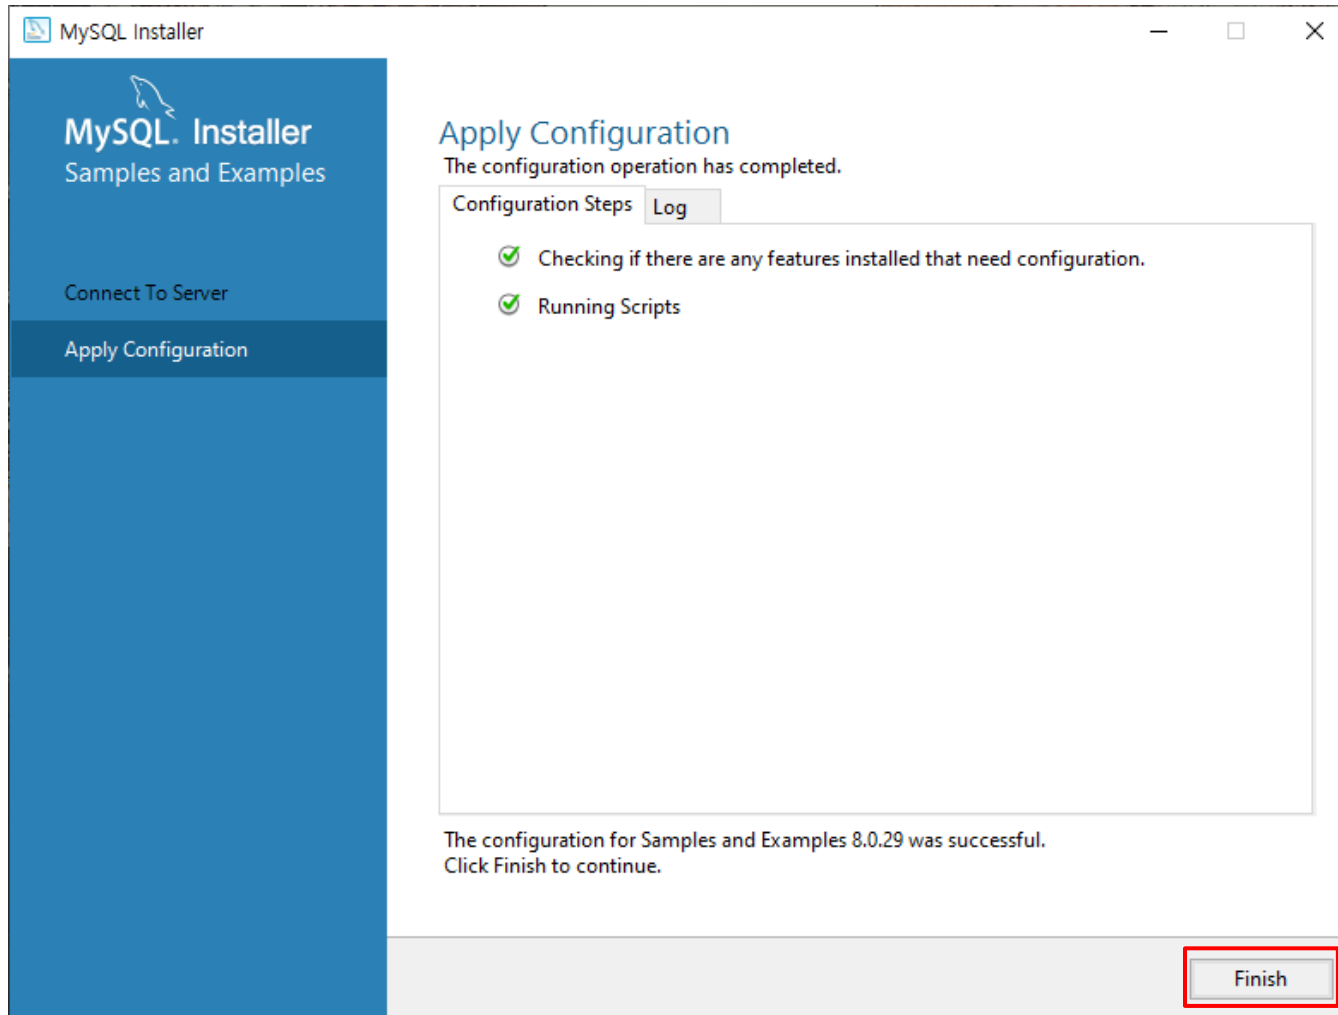 MySQL Installer
MySQL. Installer
Samples and Examples
Connect To Server
Apply Configuration
Apply Configuration
The configuration operation has completed.
Configuration Steps
Log
Checking if there are any features installed that need configuration.
Running Scripts
The configuration for Samples and Examples 8.0.29 was successful.
Click Finish to continue.
Finish